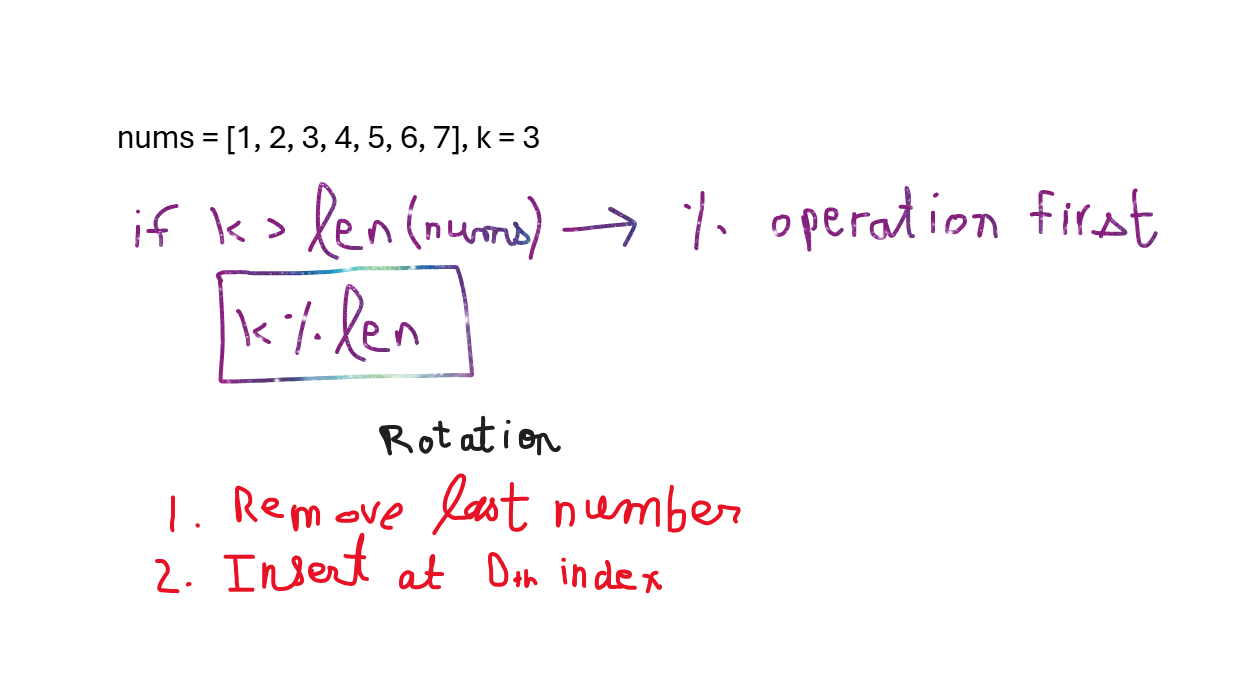 nums = [1, 2, 3, 4, 5, 6, 7], k = 3
if k > len(nums) → % operation first
k % len
Rotation
1. Remove last number
2. Insert at 0th index